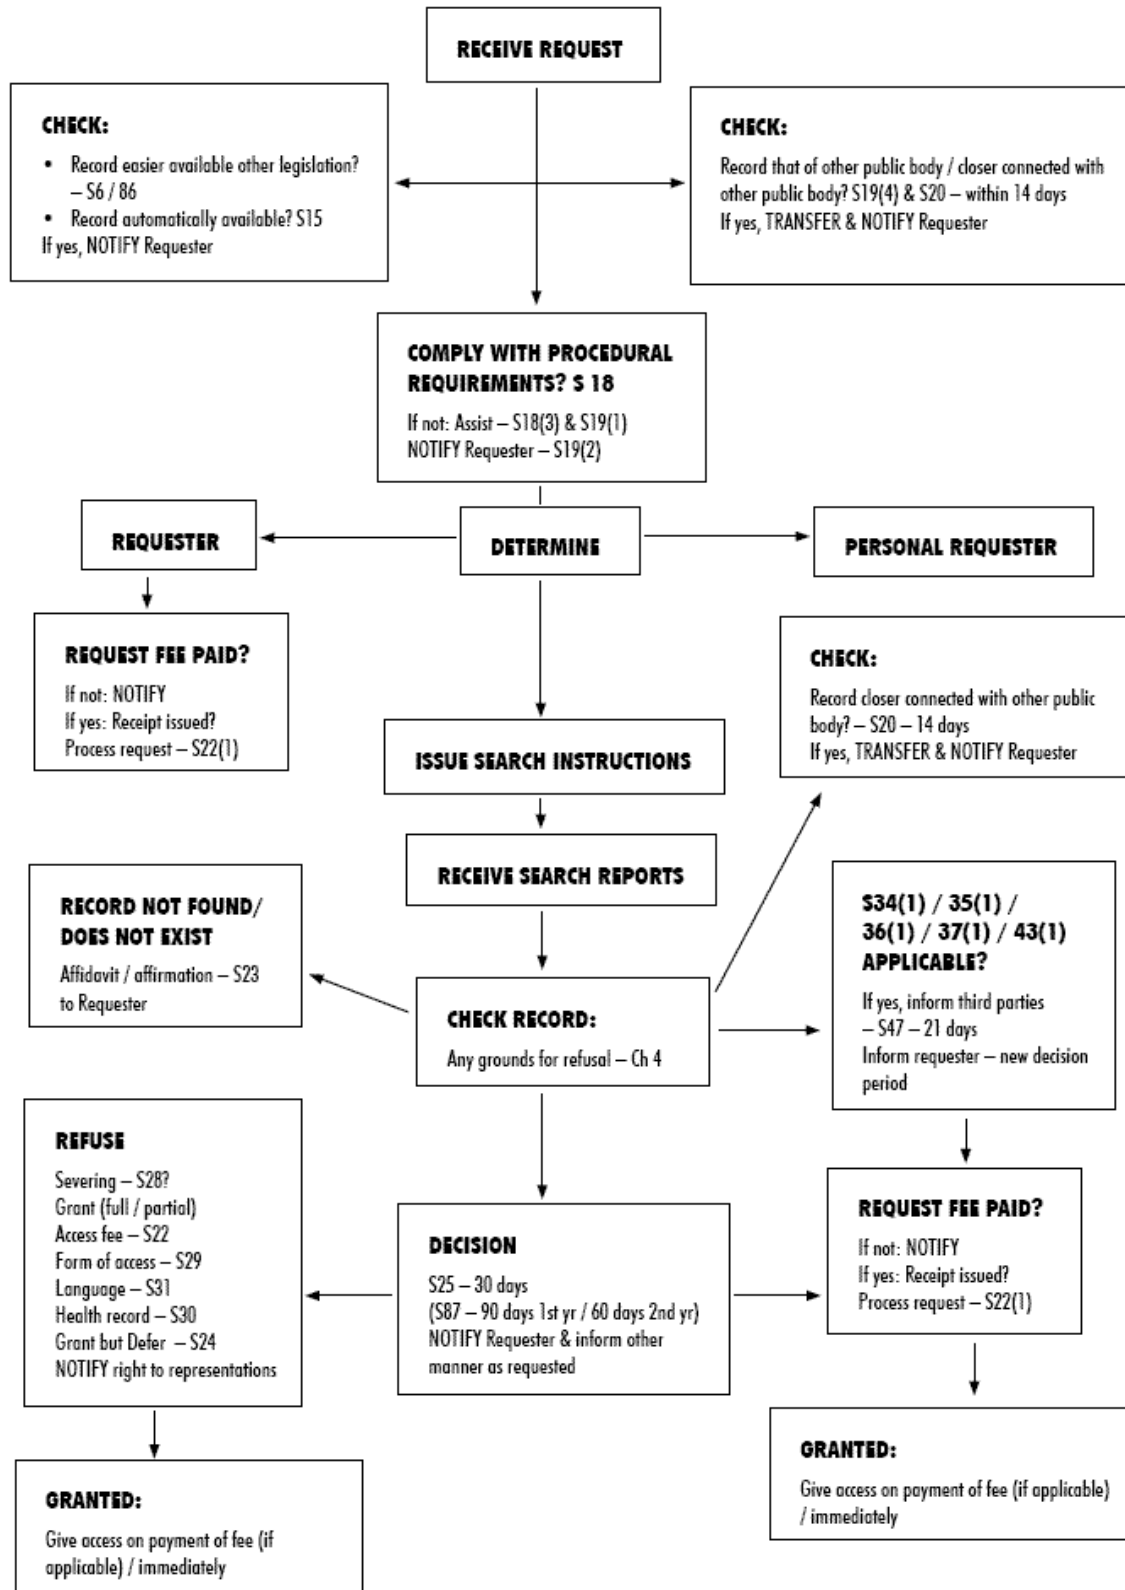 RECEIVE REQUEST
CHECK:
• Record easier available other legislation?
– S6 / 86
• Record automatically available? S15
If yes, NOTIFY Requester
CHECK:
Record that of other public body / closer connected with
other public body? S19(4) & S20 – within 14 days
If yes, TRANSFER & NOTIFY Requester
COMPLY WITH PROCEDURAL
REQUIREMENTS? S 18
If not: Assist – S18(3) & S19(1)
NOTIFY Requester – S19(2)
REQUESTER
DETERMINE
PERSONAL REQUESTER
REQUEST FEE PAID?
If not: NOTIFY
If yes: Receipt issued?
Process request – S22(1)
CHECK:
Record closer connected with other public
body? – S20 – 14 days
If yes, TRANSFER & NOTIFY Requester
ISSUE SEARCH INSTRUCTIONS
RECEIVE SEARCH REPORTS
RECORD NOT FOUND/
DOES NOT EXIST
Affidavit / affirmation – S23
to Requester
CHECK RECORD:
Any grounds for refusal – Ch 4
S34(1) / 35(1) /
36(1) / 37(1) / 43(1)
APPLICABLE?
If yes, inform third parties
– S47 – 21 days
Inform requester – new decision
period
REFUSE
Severing – S28?
Grant (full / partial)
Access fee – S22
Form of access – S29
Language – S31
Health record – S30
Grant but Defer – S24
NOTIFY right to representations
DECISION
S25 – 30 days
(S87 – 90 days 1st yr / 60 days 2nd yr)
NOTIFY Requester & inform other
manner as requested
REQUEST FEE PAID?
If not: NOTIFY
If yes: Receipt issued?
Process request – S22(1)
GRANTED:
Give access on payment of fee (if
applicable) / immediately
GRANTED:
Give access on payment of fee (if applicable)
/ immediately